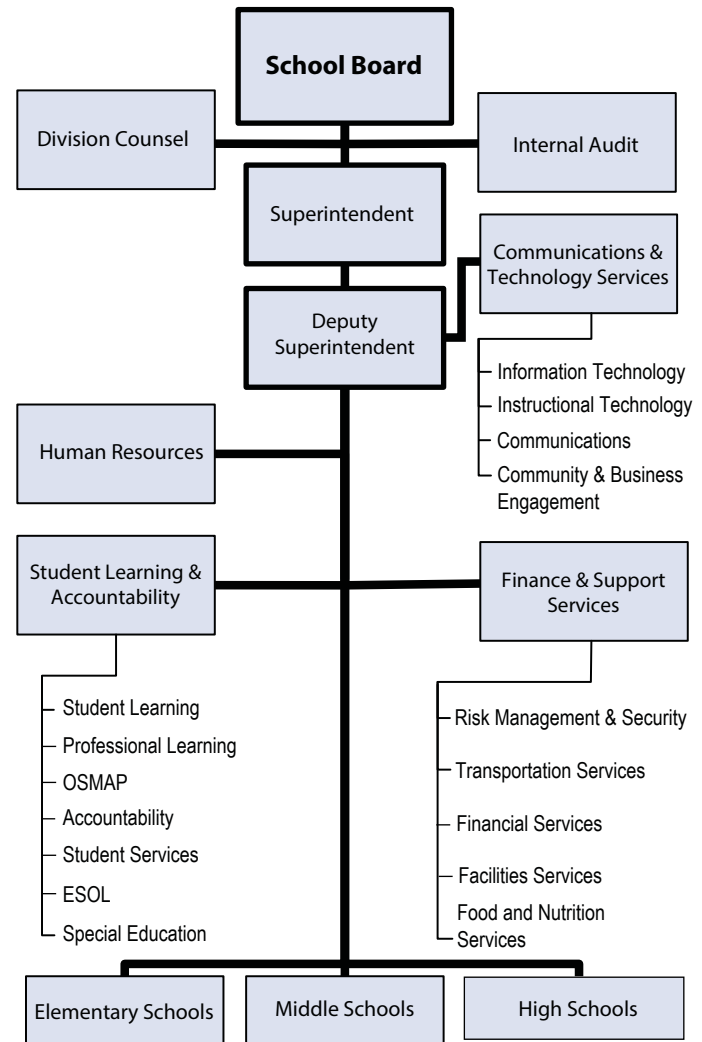 School Board
Division Counsel
Internal Audit
Superintendent
Communications &
Technology Services
Deputy
Superintendent
Information Technology
Instructional Technology
Communications
Community & Business
Engagement
Human Resources
Student Learning &
Accountability
Finance & Support
Services
Student Learning
Professional Learning
OSMAP
Accountability
Student Services
ESOL
Special Education
Risk Management & Security
Transportation Services
Financial Services
Facilities Services
Food and Nutrition
Services
Elementary Schools
Middle Schools
High Schools